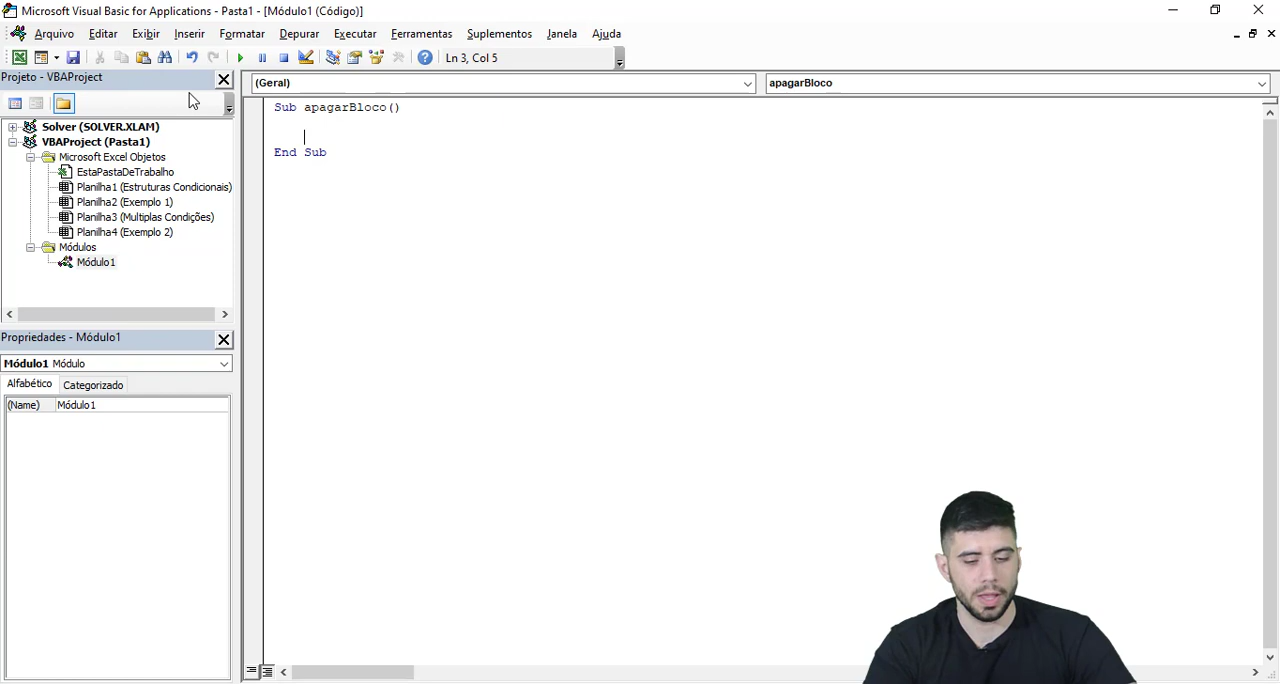 Microsoft Visual Basic for Applications - Pasta1 - [Módulo1 (Código)]
Arquivo Editar Exibir Inserir Formatar Depurar Executar Ferramentas Suplementos Janela Ajuda
Ln 3, Col 5
Projeto - VBAProject
Solver (SOLVER.XLAM)
VBAProject (Pasta1)
Microsoft Excel Objetos
EstaPastaDeTrabalho
Planilha1 (Estruturas Condicionais)
Planilha2 (Exemplo 1)
Planilha3 (Multiplas Condições)
Planilha4 (Exemplo 2)
Módulos
Módulo1
Propriedades - Módulo1
Módulo1 Módulo
Alfabético Categorizado
(Name) Módulo1
(Geral) apagarBloco
Sub apagarBloco()
End Sub